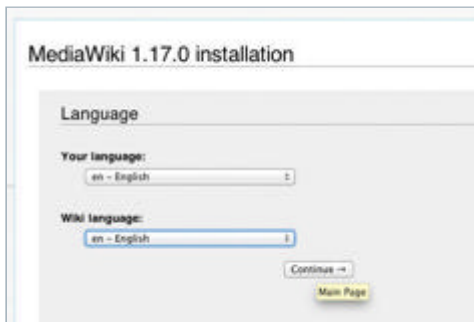 MediaWiki 1.17.0 installation
Language
Your language:
en - English
Wiki language:
en - English
Continue →
Main Page